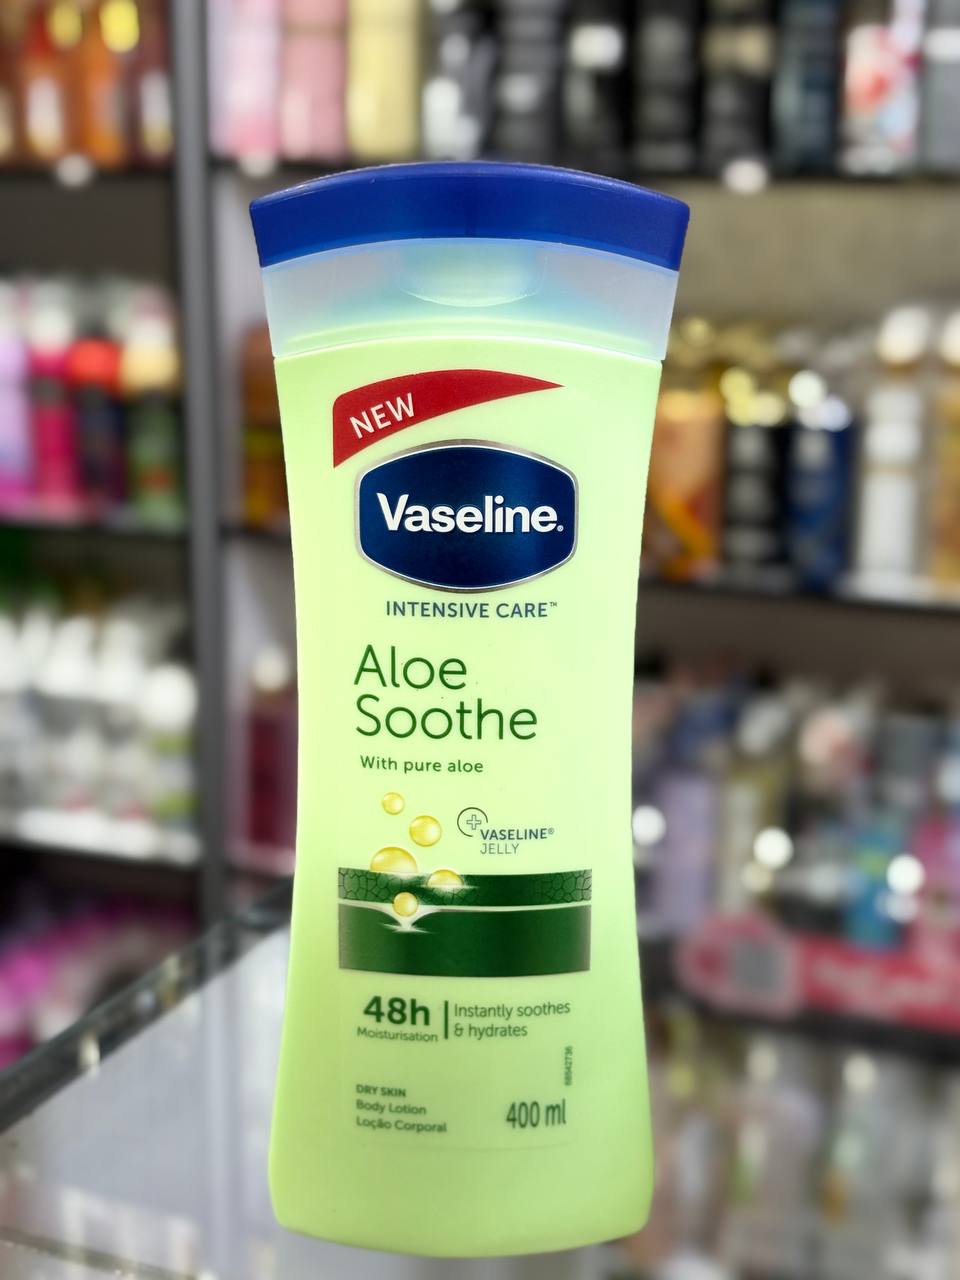 NEW
Vaseline.
INTENSIVE CARE™
Aloe
Soothe
With pure aloe
VASELINE®
JELLY
48h
Moisturisation
Instantly soothes
& hydrates
68642736
DRY SKIN
Body Lotion
Loção Corporal
400 ml